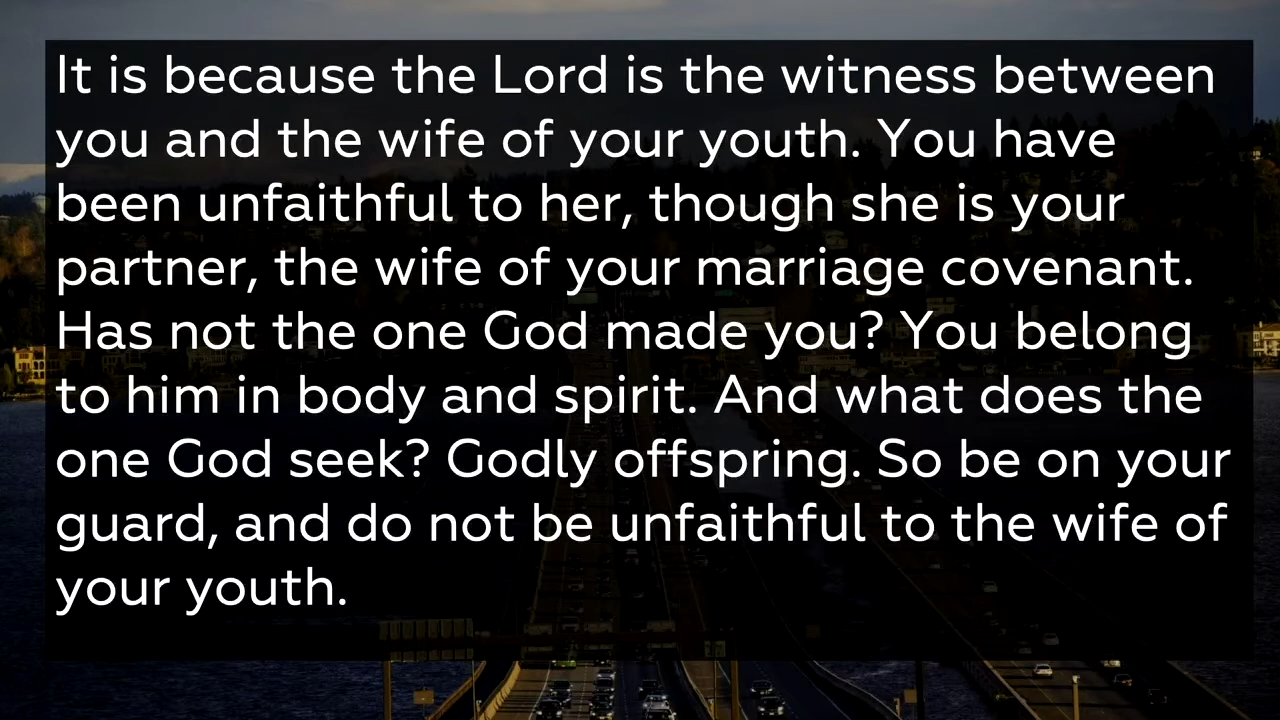 It is because the Lord is the witness between
you and the wife of your youth. You have
been unfaithful to her, though she is your
partner, the wife of your marriage covenant.
Has not the one God made you? You belong
to him in body and spirit. And what does the
one God seek? Godly offspring. So be on your
guard, and do not be unfaithful to the wife of
your youth.